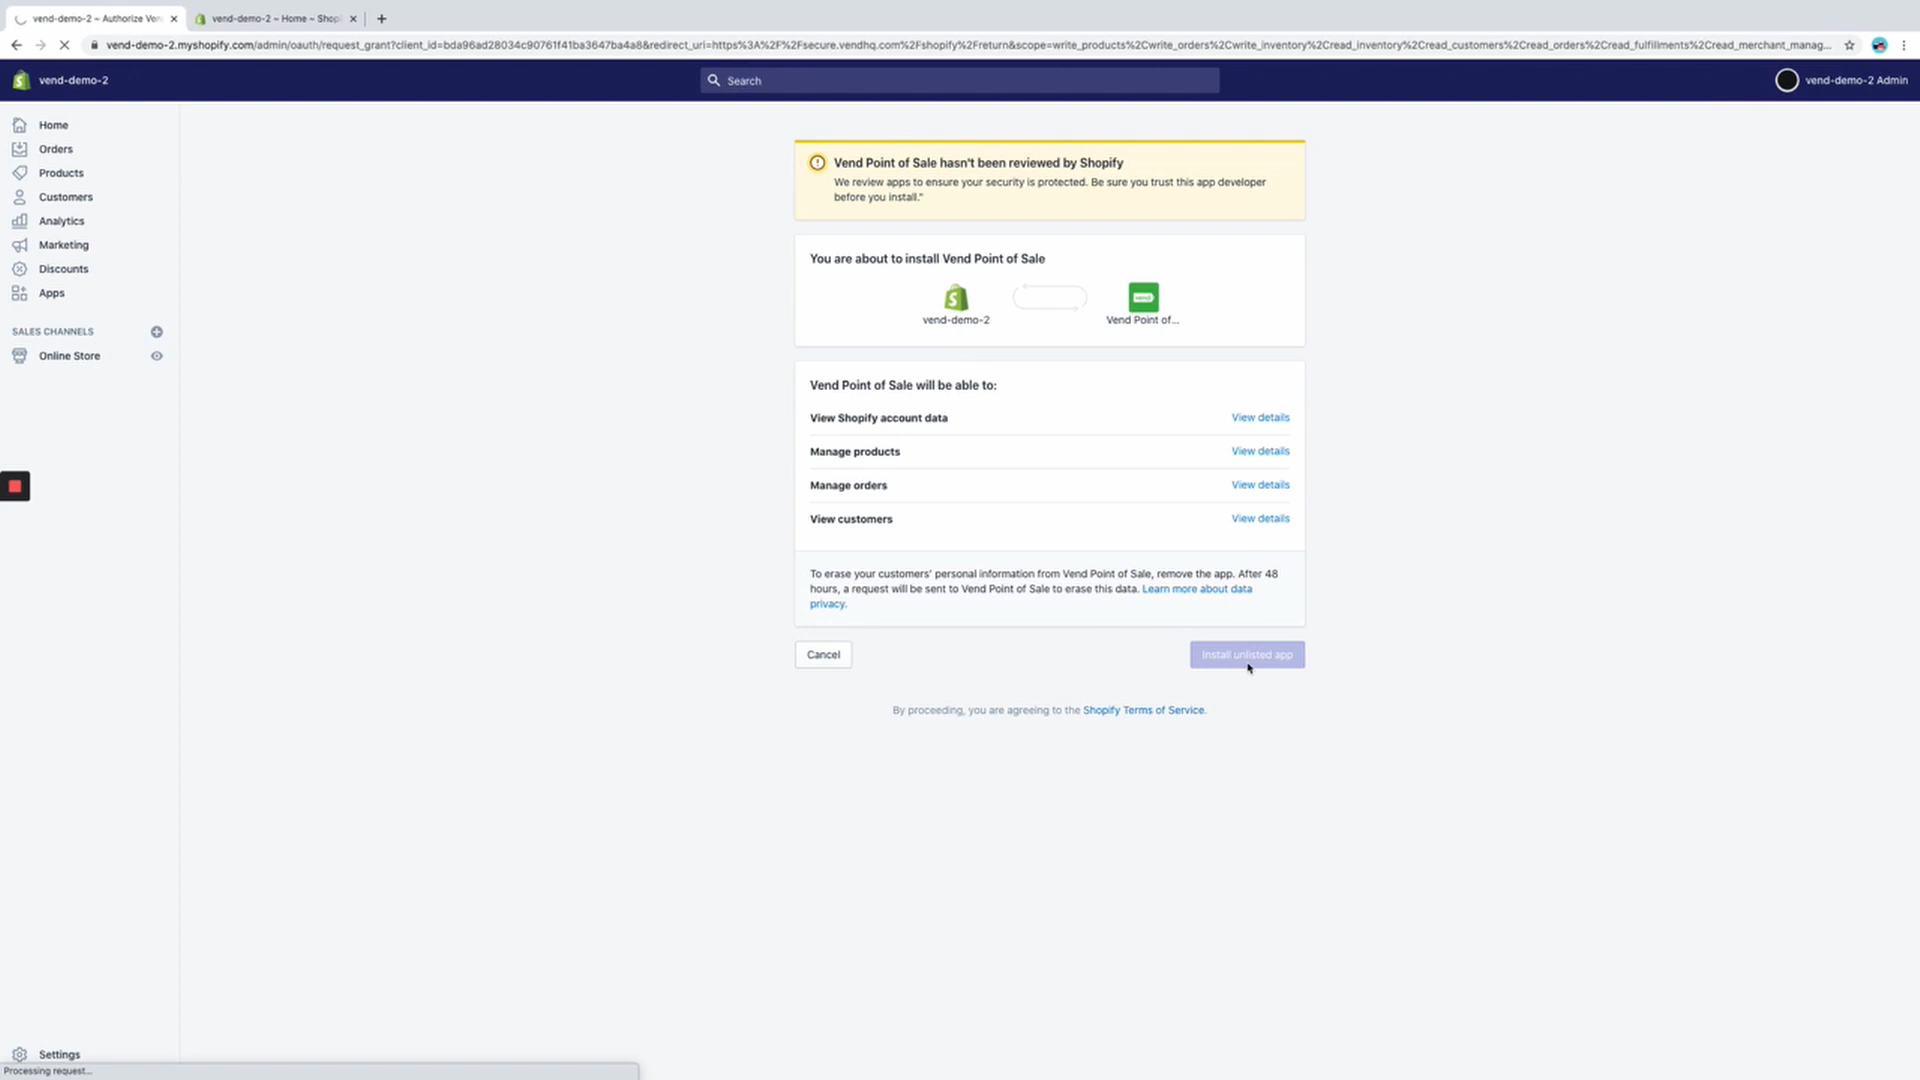 vend-demo-2 ~ Authorize Ven
vend-demo-2 ~ Home ~ Shopi
vend-demo-2.myshopify.com/admin/oauth/request_grant?client_id=bda96ad28034c90761f41ba3647ba4a8&redirect_uri=https%3A%2F%2Fsecure.vendhq.com%2Fshopify%2Freturn&scope=write_products%2Cwrite_orders%2Cwrite_inventory%2Cread_inventory%2Cread_customers%2Cread_orders%2Cread_fulfillments%2Cread_merchant_manag...
vend-demo-2
Search
vend-demo-2 Admin
Home
Orders
Products
Customers
Analytics
Marketing
Discounts
Apps
SALES CHANNELS
Online Store
Settings
Processing request...
Vend Point of Sale hasn't been reviewed by Shopify
We review apps to ensure your security is protected. Be sure you trust this app developer
before you install."
You are about to install Vend Point of Sale
vend
vend-demo-2
Vend Point of...
Vend Point of Sale will be able to:
View Shopify account data View details
Manage products View details
Manage orders View details
View customers View details
To erase your customers' personal information from Vend Point of Sale, remove the app. After 48
hours, a request will be sent to Vend Point of Sale to erase this data. Learn more about data
privacy.
Cancel
Install unlisted app
By proceeding, you are agreeing to the Shopify Terms of Service.